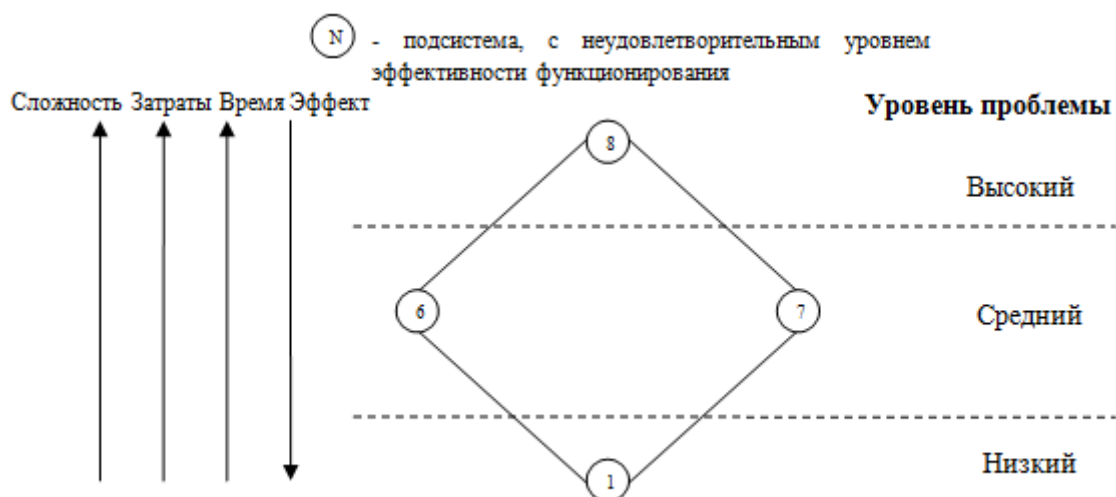 N - подсистема, с неудовлетворительным уровнем
эффективности функционирования
Сложность Затраты Время Эффект
Уровень проблемы
8
Высокий
6
7
Средний
Низкий
1